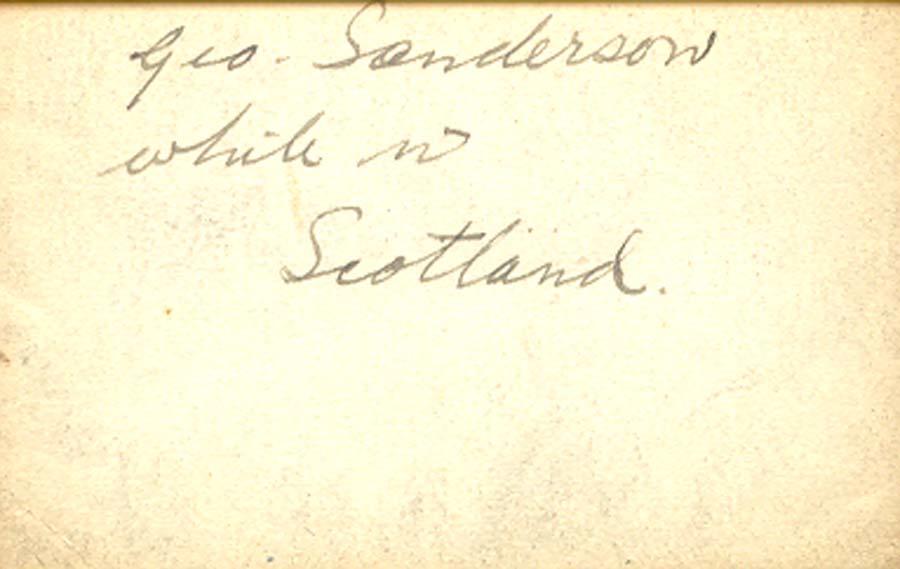 Geo. Sanderson
while in
Scotland.